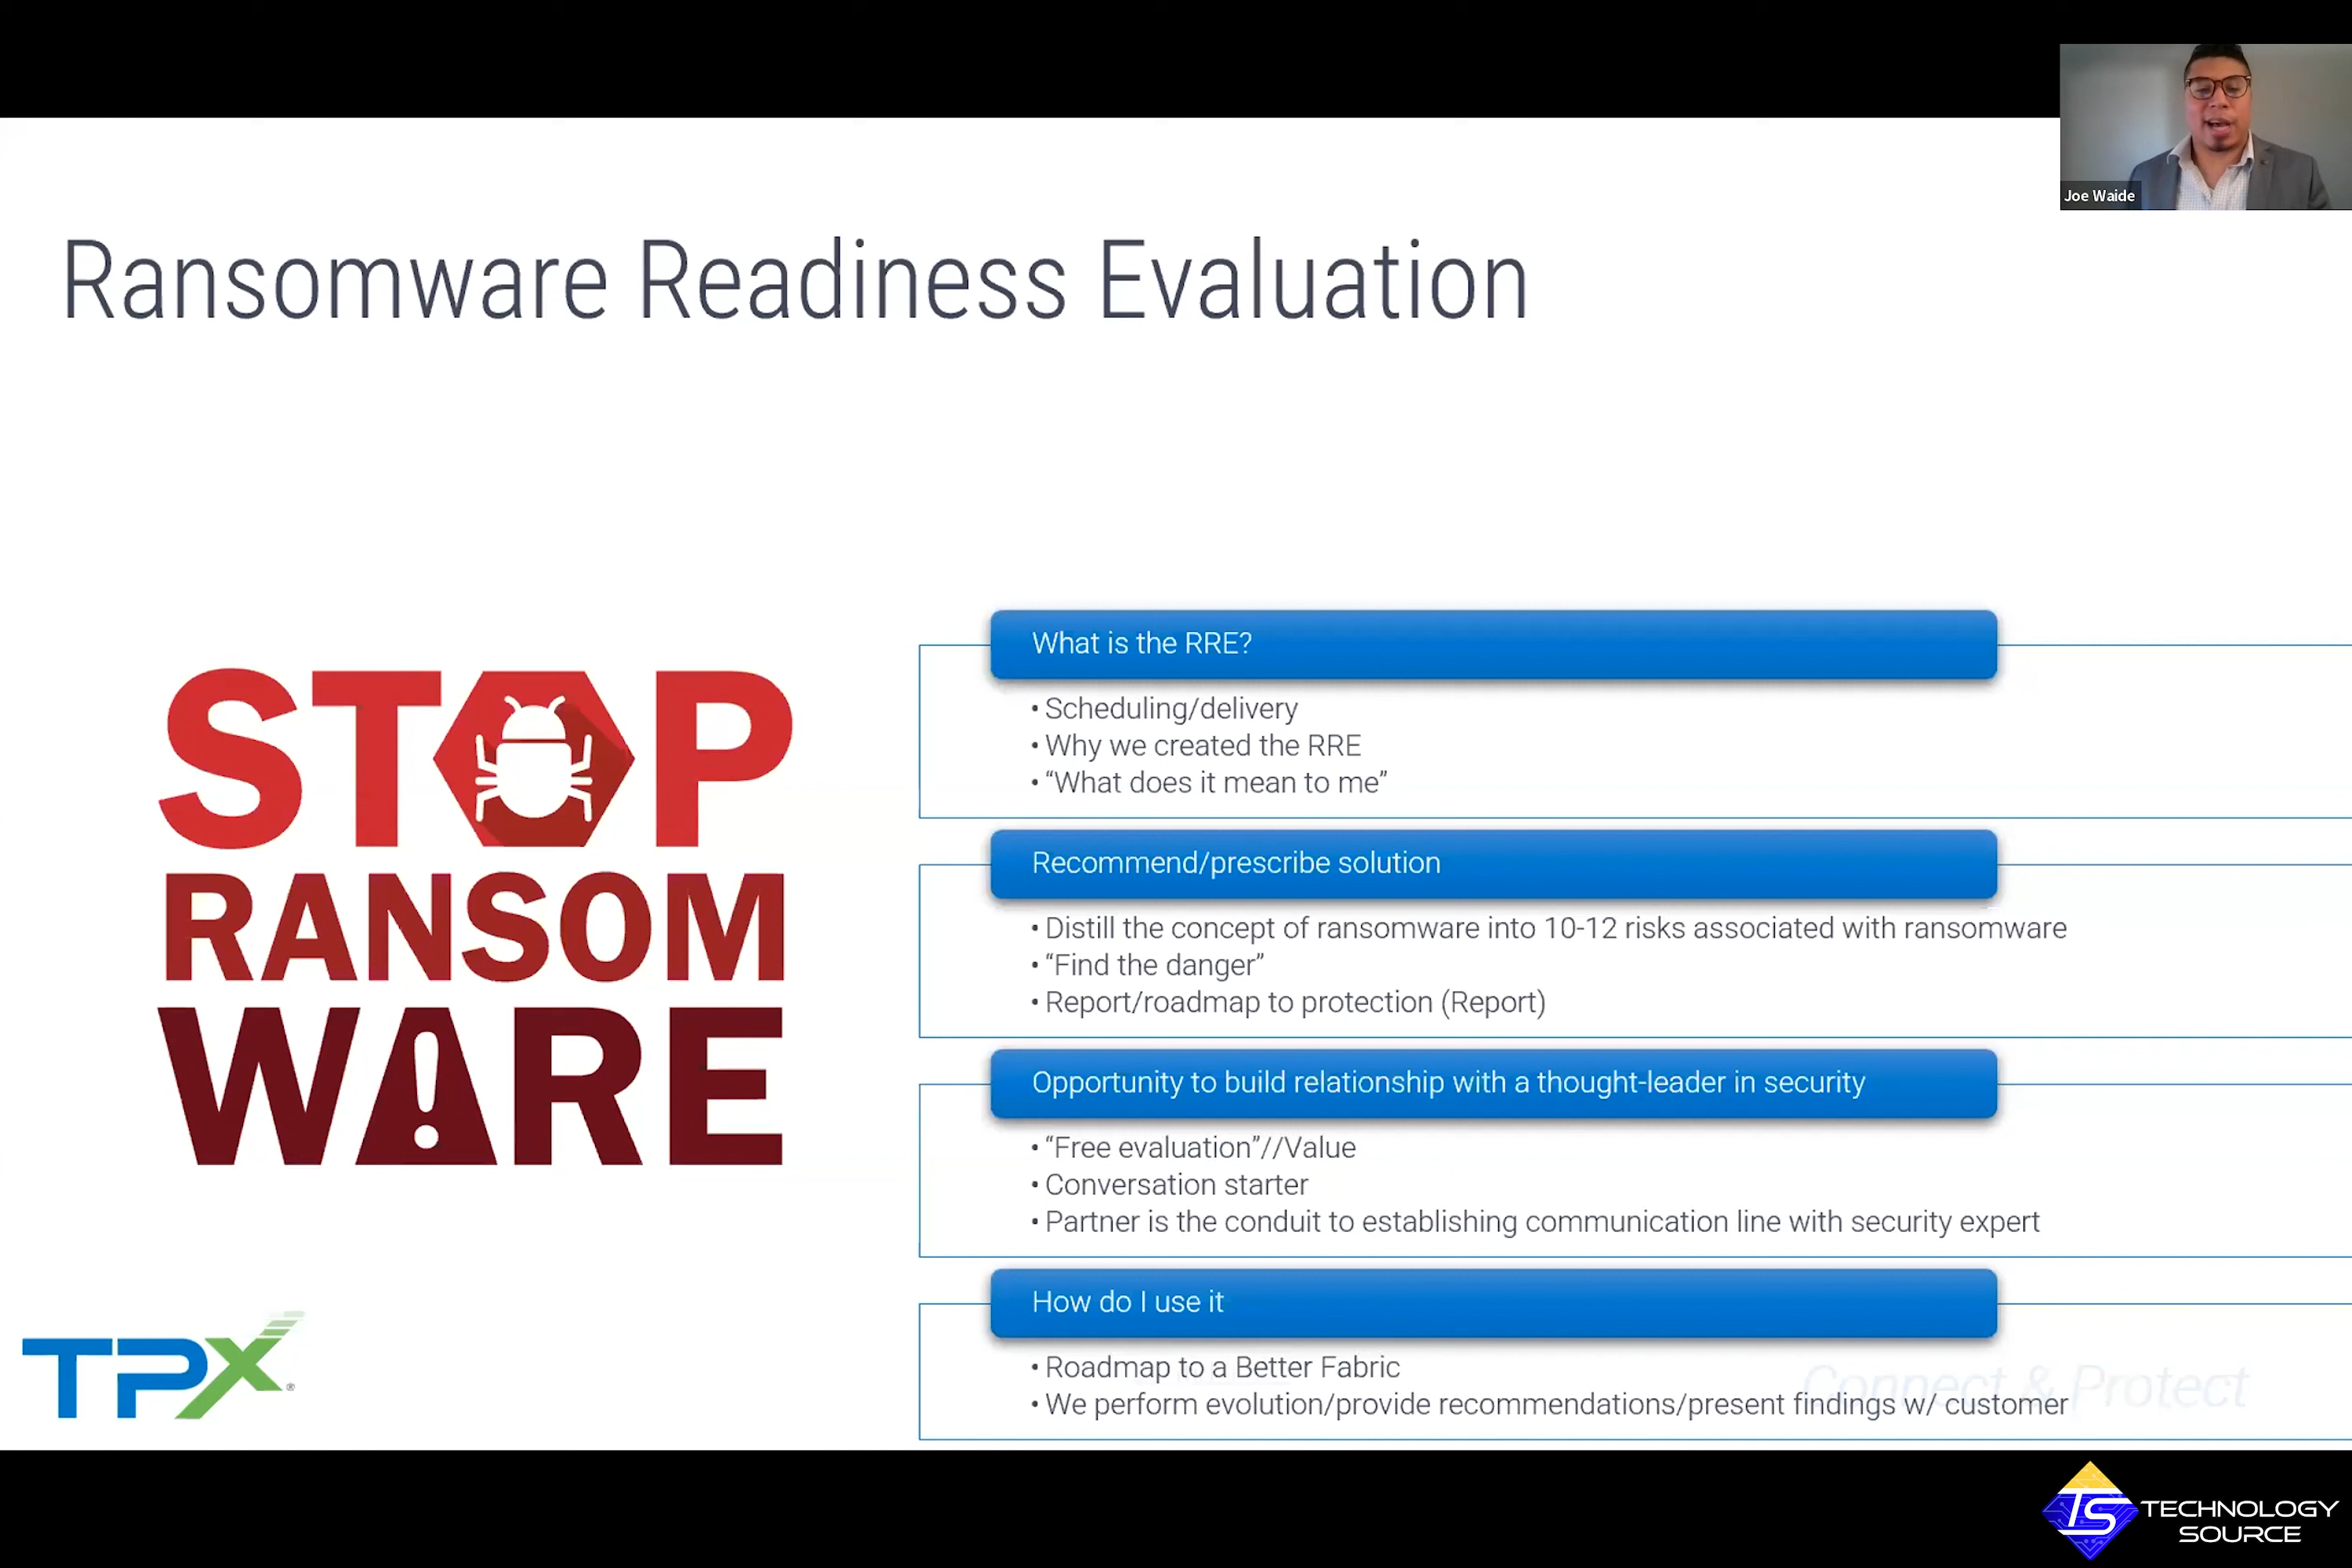 Joe Waide
Ransomware Readiness Evaluation
STOP
RANSOM
WARE
What is the RRE?
• Scheduling/delivery
• Why we created the RRE
• “What does it mean to me”
Recommend/prescribe solution
• Distill the concept of ransomware into 10-12 risks associated with ransomware
• “Find the danger”
• Report/roadmap to protection (Report)
Opportunity to build relationship with a thought-leader in security
• “Free evaluation”//Value
• Conversation starter
• Partner is the conduit to establishing communication line with security expert
How do I use it
• Roadmap to a Better Fabric
• We perform evolution/provide recommendations/present findings w/ customer
Connect & Protect
TPx®
TS TECHNOLOGY
SOURCE